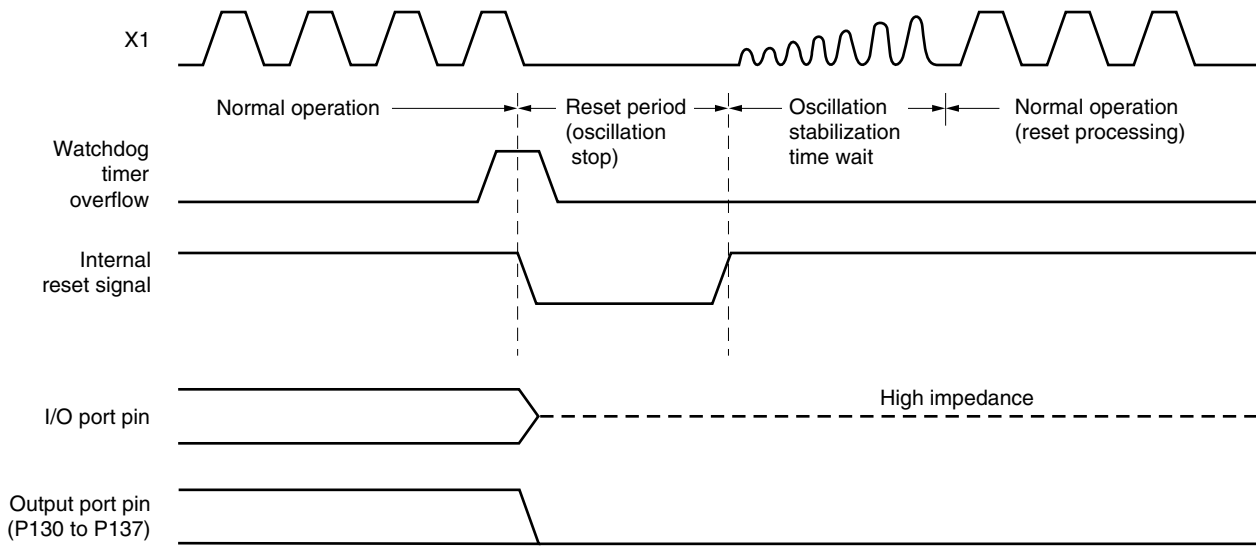 X1
Normal operation
Reset period
(oscillation
stop)
Oscillation
stabilization
time wait
Normal operation
(reset processing)
Watchdog
timer
overflow
Internal
reset signal
I/O port pin
High impedance
Output port pin
(P130 to P137)